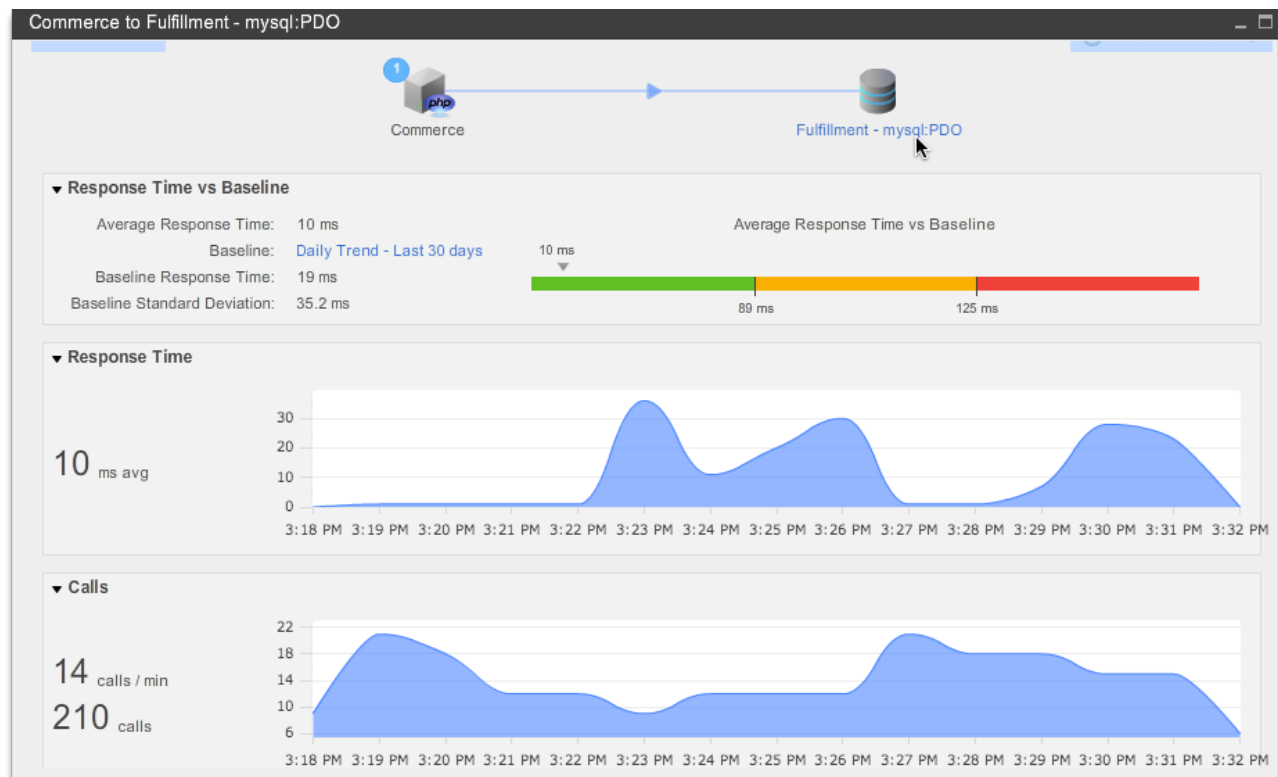 Commerce to Fulfillment - mysql:PDO
1
php
Commerce
Fulfillment - mysql:PDO
Response Time vs Baseline
Average Response Time: 10 ms
Baseline: Daily Trend - Last 30 days
Baseline Response Time: 19 ms
Baseline Standard Deviation: 35.2 ms
Average Response Time vs Baseline
10 ms
89 ms 125 ms
Response Time
10 ms avg
30
20
10
0
3:18 PM 3:19 PM 3:20 PM 3:21 PM 3:22 PM 3:23 PM 3:24 PM 3:25 PM 3:26 PM 3:27 PM 3:28 PM 3:29 PM 3:30 PM 3:31 PM 3:32 PM
Calls
14 calls / min
210 calls
22
18
14
10
6
3:18 PM 3:19 PM 3:20 PM 3:21 PM 3:22 PM 3:23 PM 3:24 PM 3:25 PM 3:26 PM 3:27 PM 3:28 PM 3:29 PM 3:30 PM 3:31 PM 3:32 PM